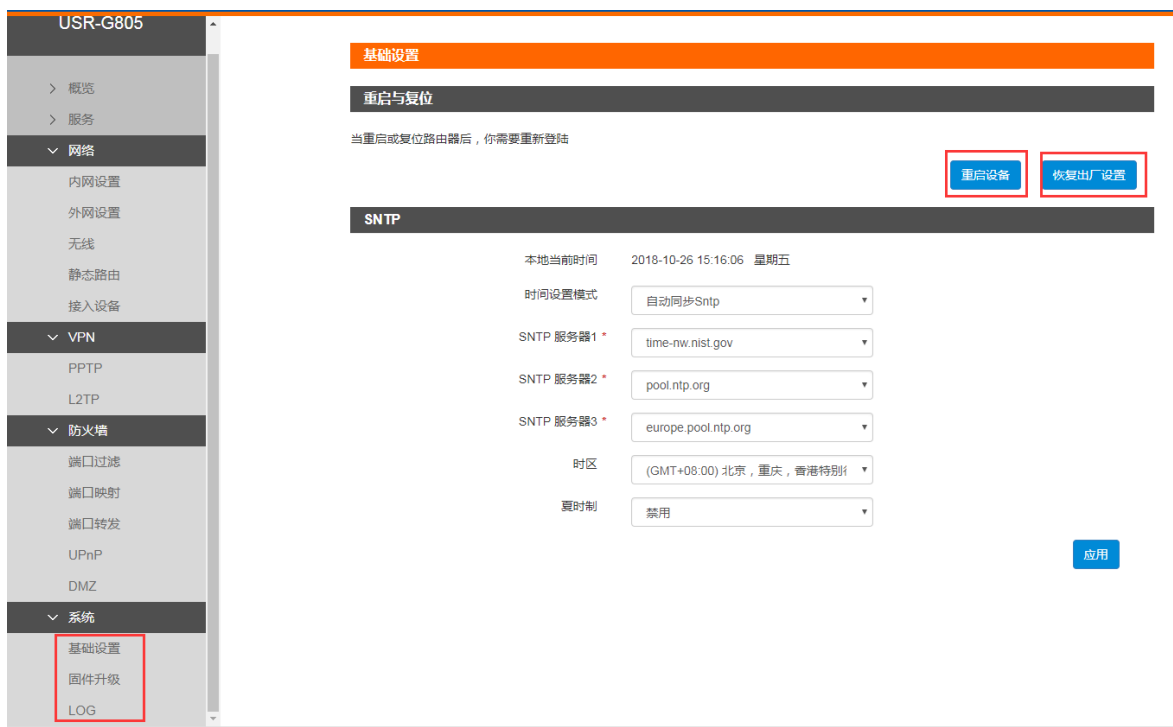 USR-G805
概览
服务
网络
内网设置
外网设置
无线
静态路由
接入设备
VPN
PPTP
L2TP
防火墙
端口过滤
端口映射
端口转发
UPnP
DMZ
系统
基础设置
固件升级
LOG
基础设置
重启与复位
当重启或复位路由器后，你需要重新登陆
重启设备 恢复出厂设置
SNTP
本地当前时间 2018-10-26 15:16:06 星期五
时间设置模式 自动同步Sntp
SNTP 服务器1 * time-nw.nist.gov
SNTP 服务器2 * pool.ntp.org
SNTP 服务器3 * europe.pool.ntp.org
时区 (GMT+08:00) 北京，重庆，香港特别
夏时制 禁用
应用